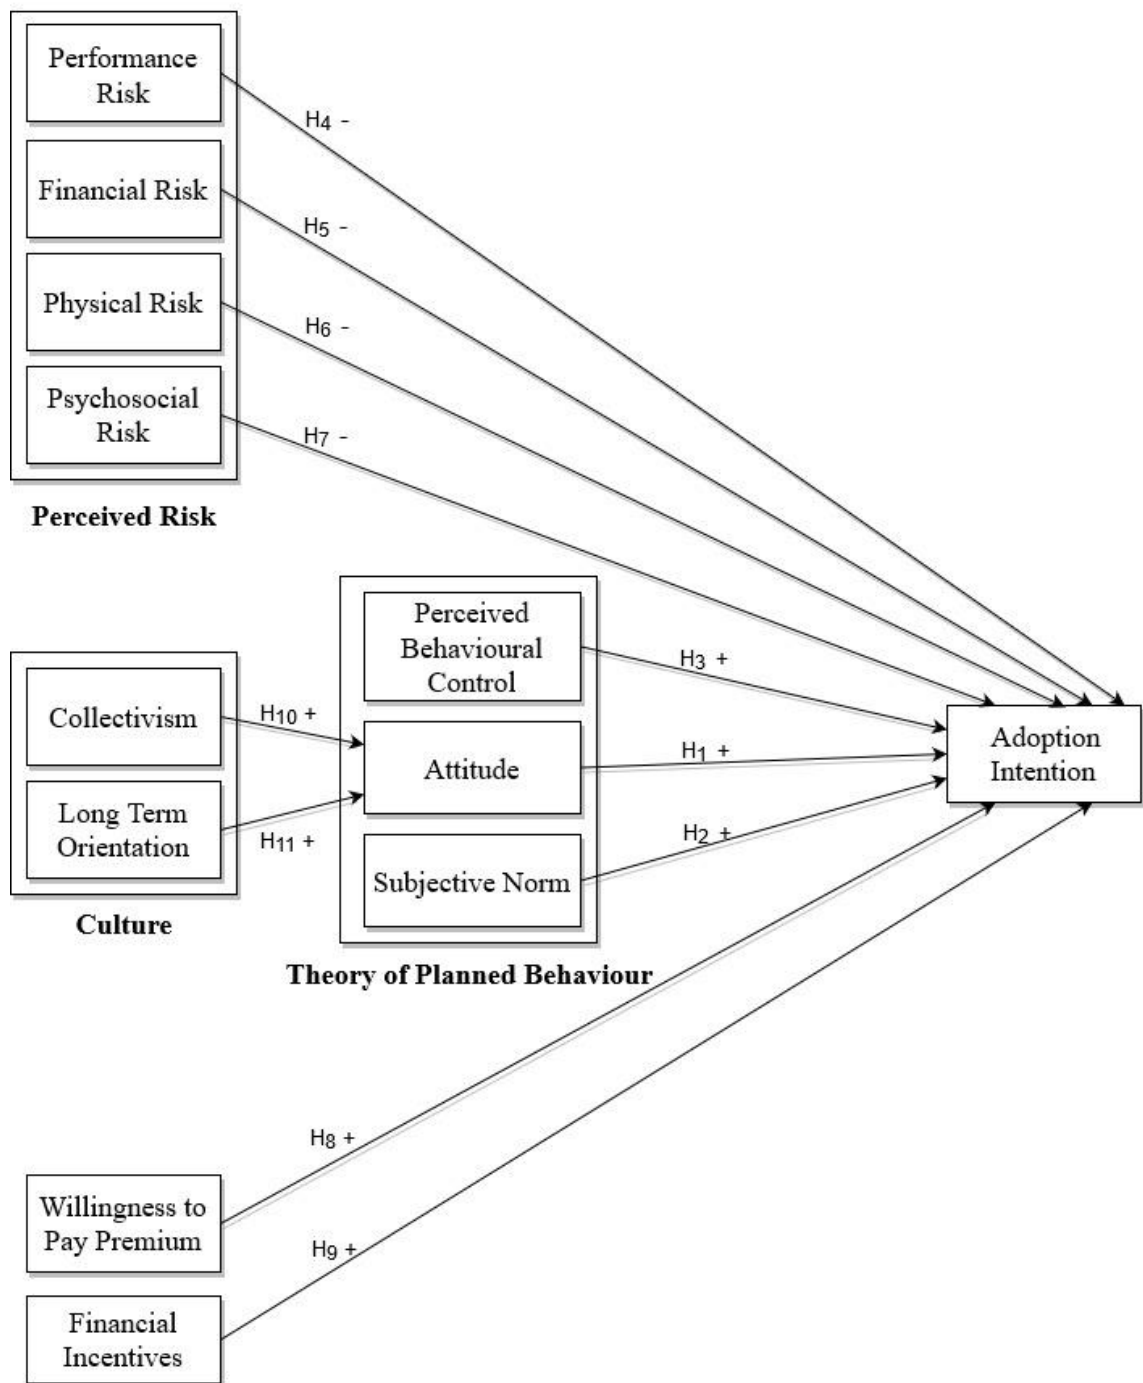 Performance
Risk
H4 -
Financial Risk
H5 -
Physical Risk
H6 -
Psychosocial
Risk
H7 -
Perceived Risk
Perceived
Behavioural
Control
H3 +
Collectivism
H10 +
Attitude
H1 +
Adoption
Intention
Long Term
Orientation
H11 +
H2 +
Subjective Norm
Culture
Theory of Planned Behaviour
H8 +
Willingness to
Pay Premium
H9 +
Financial
Incentives